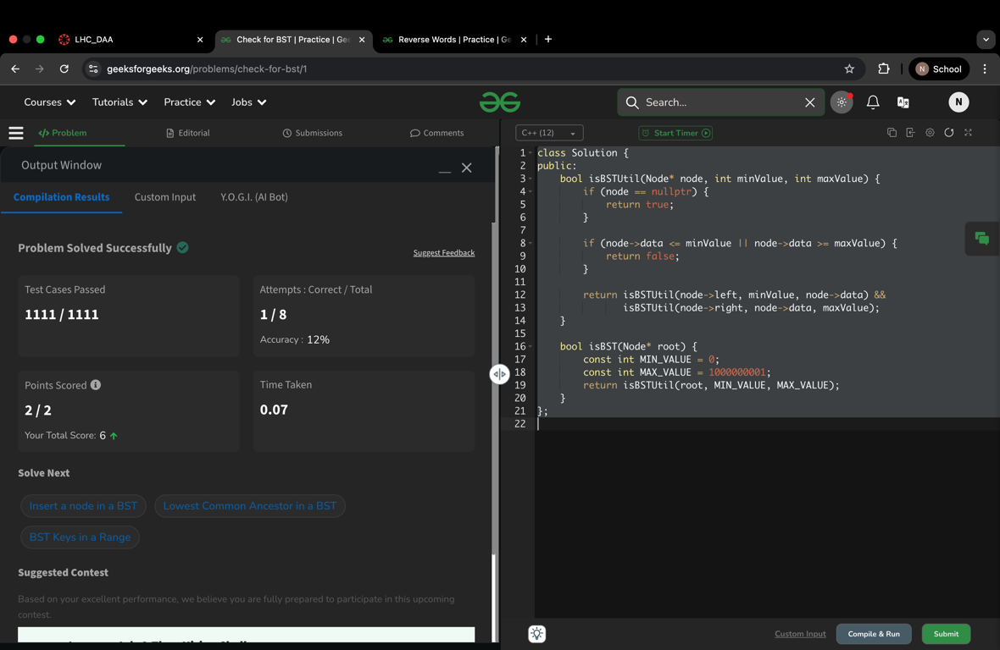 LHC_DAA
Check for BST | Practice | Gee
Reverse Words | Practice | Ge
geeksforgeeks.org/problems/check-for-bst/1
N School
Courses
Tutorials
Practice
Jobs
Search...
N
Problem
Editorial
Submissions
Comments
C++ (12)
Start Timer
Output Window
Compilation Results
Custom Input
Y.O.G.I. (AI Bot)
Problem Solved Successfully
Suggest Feedback
Test Cases Passed
1111 / 1111
Attempts : Correct / Total
1 / 8
Accuracy : 12%
Points Scored
2 / 2
Your Total Score: 6
Time Taken
0.07
Solve Next
Insert a node in a BST
Lowest Common Ancestor in a BST
BST Keys in a Range
Suggested Contest
Based on your excellent performance, we believe you are fully prepared to participate in this upcoming
contest.
1 class Solution {
2 public:
3 bool isBSTUtil(Node* node, int minValue, int maxValue) {
4 if (node == nullptr) {
5 return true;
6 }
7
8 if (node->data <= minValue || node->data >= maxValue) {
9 return false;
10 }
11
12 return isBSTUtil(node->left, minValue, node->data) &&
13 isBSTUtil(node->right, node->data, maxValue);
14 }
15
16 bool isBST(Node* root) {
17 const int MIN_VALUE = 0;
18 const int MAX_VALUE = 1000000001;
19 return isBSTUtil(root, MIN_VALUE, MAX_VALUE);
20 }
21 };
22
Custom Input
Compile & Run
Submit